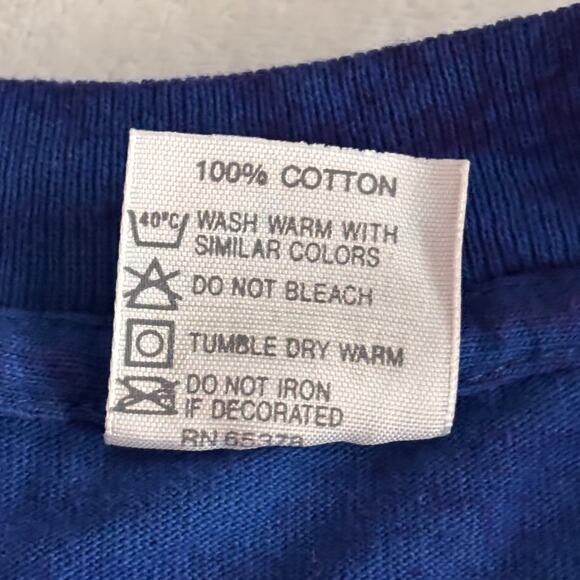 100% COTTON
40°C WASH WARM WITH
SIMILAR COLORS
DO NOT BLEACH
TUMBLE DRY WARM
DO NOT IRON
IF DECORATED
RN 65378